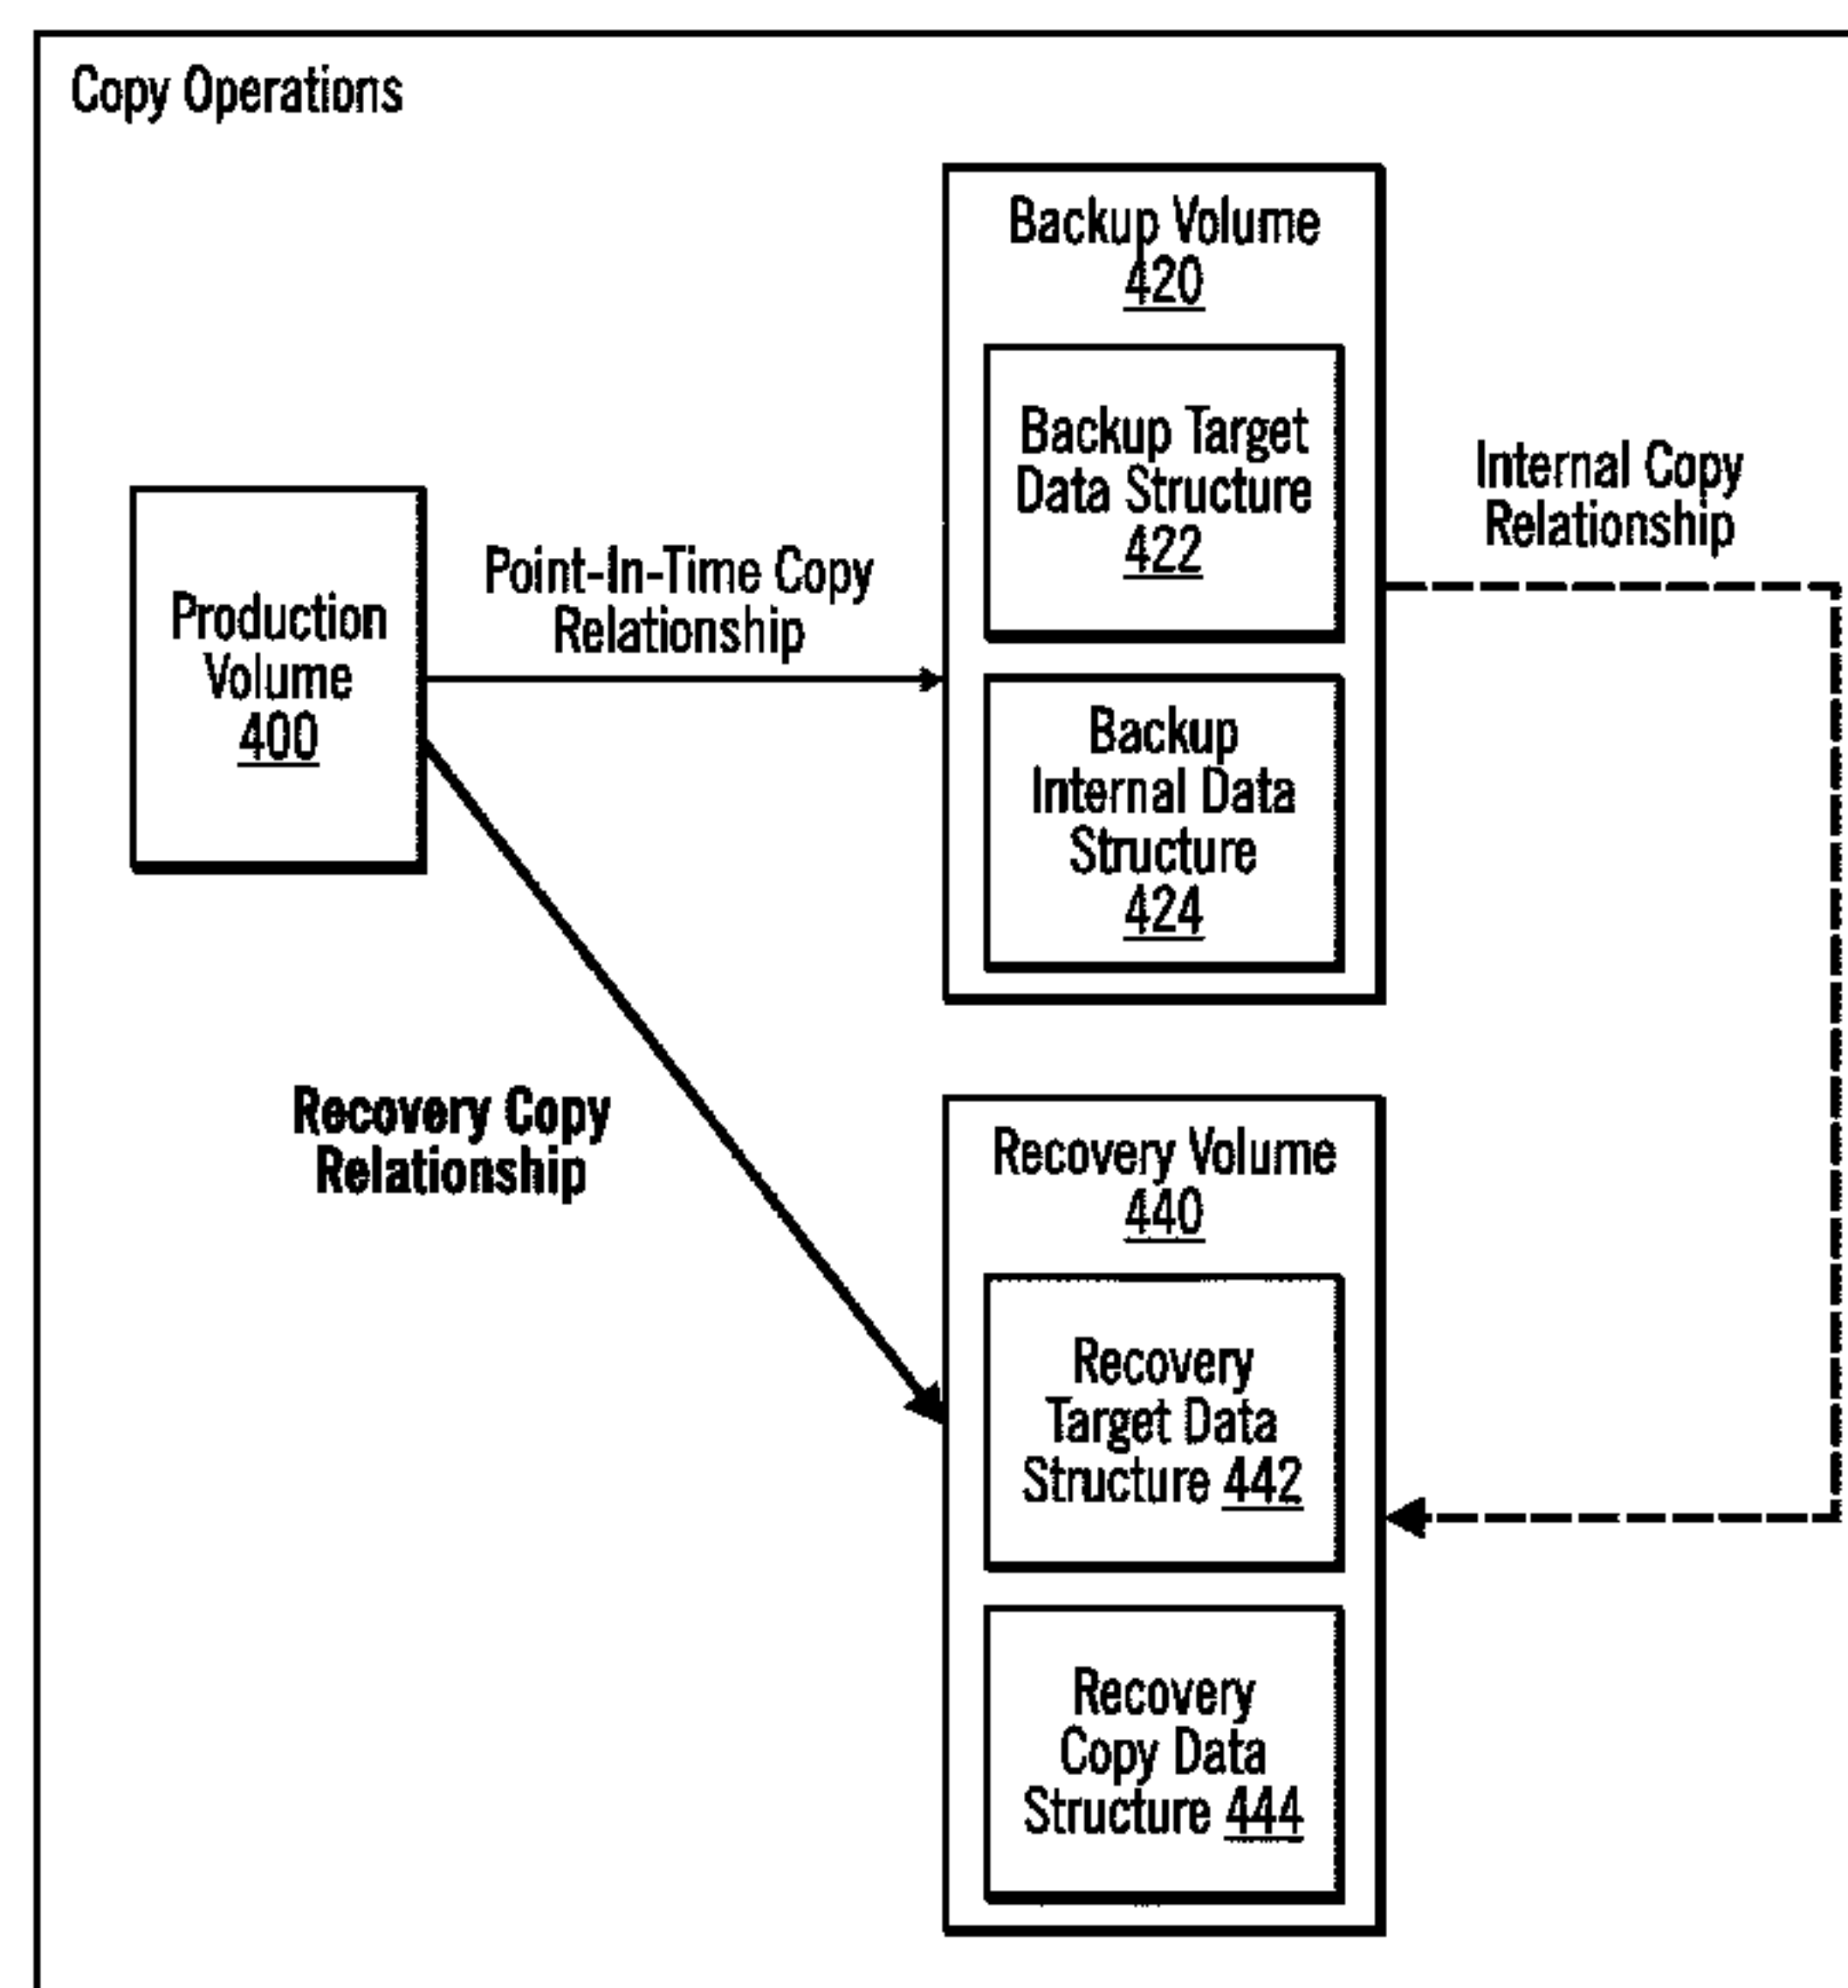 Copy Operations
Backup Volume
420
Backup Target
Data Structure
422
Internal Copy
Relationship
Point-In-Time Copy
Relationship
Production
Volume
400
Backup
Internal Data
Structure
424
Recovery Copy
Relationship
Recovery Volume
440
Recovery
Target Data
Structure 442
Recovery
Copy Data
Structure 444